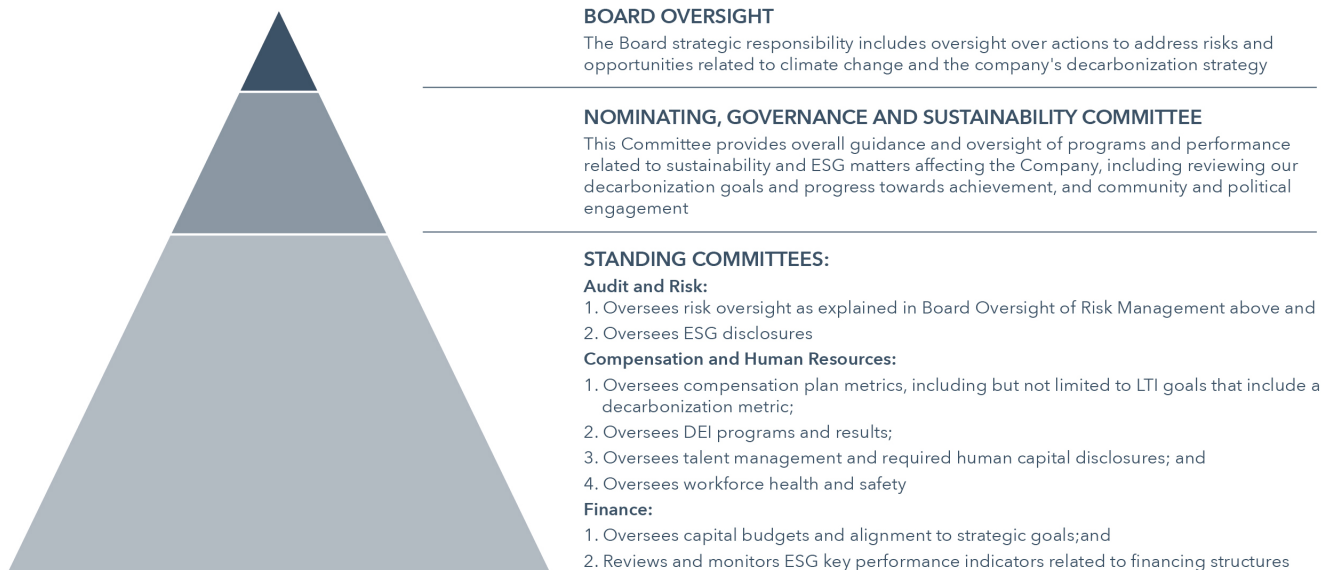 BOARD OVERSIGHT
The Board strategic responsibility includes oversight over actions to address risks and
opportunities related to climate change and the company's decarbonization strategy
NOMINATING, GOVERNANCE AND SUSTAINABILITY COMMITTEE
This Committee provides overall guidance and oversight of programs and performance
related to sustainability and ESG matters affecting the Company, including reviewing our
decarbonization goals and progress towards achievement, and community and political
engagement
STANDING COMMITTEES:
Audit and Risk:
1. Oversees risk oversight as explained in Board Oversight of Risk Management above and
2. Oversees ESG disclosures
Compensation and Human Resources:
1. Oversees compensation plan metrics, including but not limited to LTI goals that include a
decarbonization metric;
2. Oversees DEI programs and results;
3. Oversees talent management and required human capital disclosures; and
4. Oversees workforce health and safety
Finance:
1. Oversees capital budgets and alignment to strategic goals;and
2. Reviews and monitors ESG key performance indicators related to financing structures